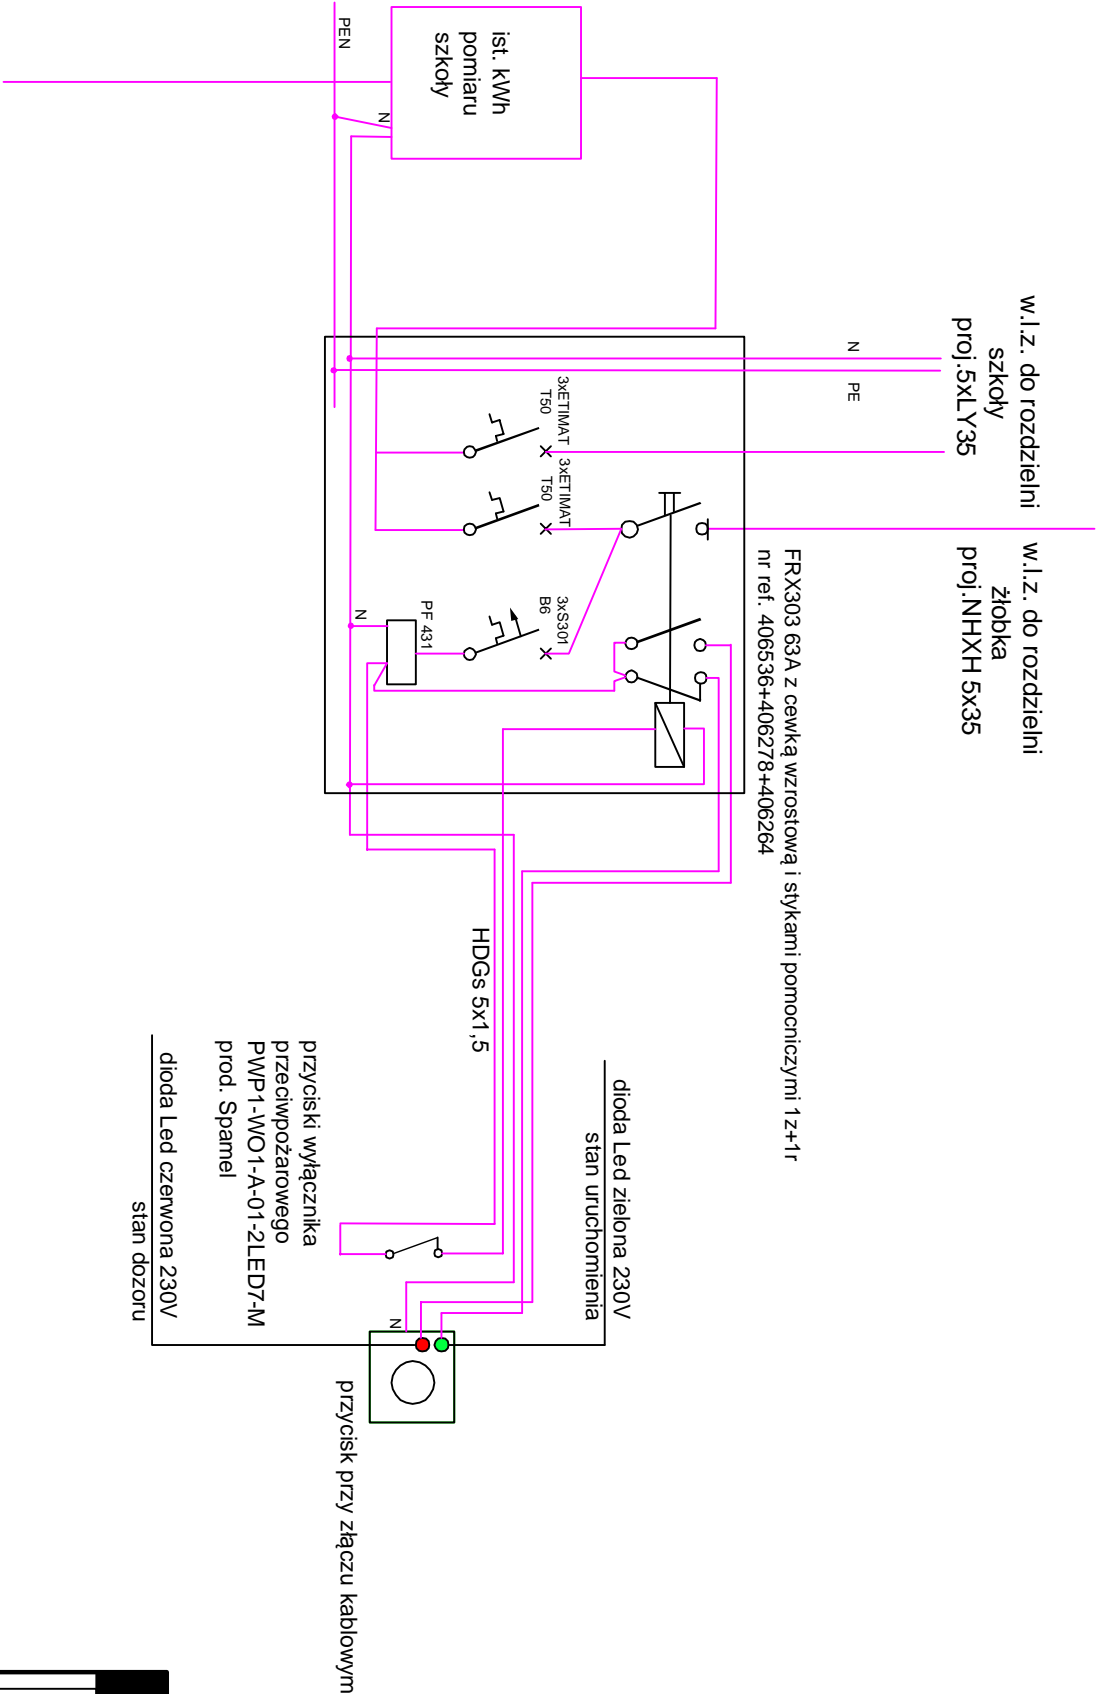 ist. kWh
pomiaru
szkoły
PEN
N
w.l.z. do rozdzielni
szkoły
proj.5xLY35
N
PE
w.l.z. do rozdzielni
żłobka
proj.NHXH 5x35
3xETIMAT
T50
3xETIMAT
T50
3xS301
B6
PF 431
N
FRX303 63A z cewką wzrostową i stykami pomocniczymi 1z+1r
nr ref. 406536+406278+406264
HDGs 5x1,5
dioda Led zielona 230V
stan uruchomienia
przyciski wyłącznika
przeciwpożarowego
PWP1-WO1-A-01-2LED7-M
prod. Spamel
dioda Led czerwona 230V
stan dozoru
N
przycisk przy złączu kablowym